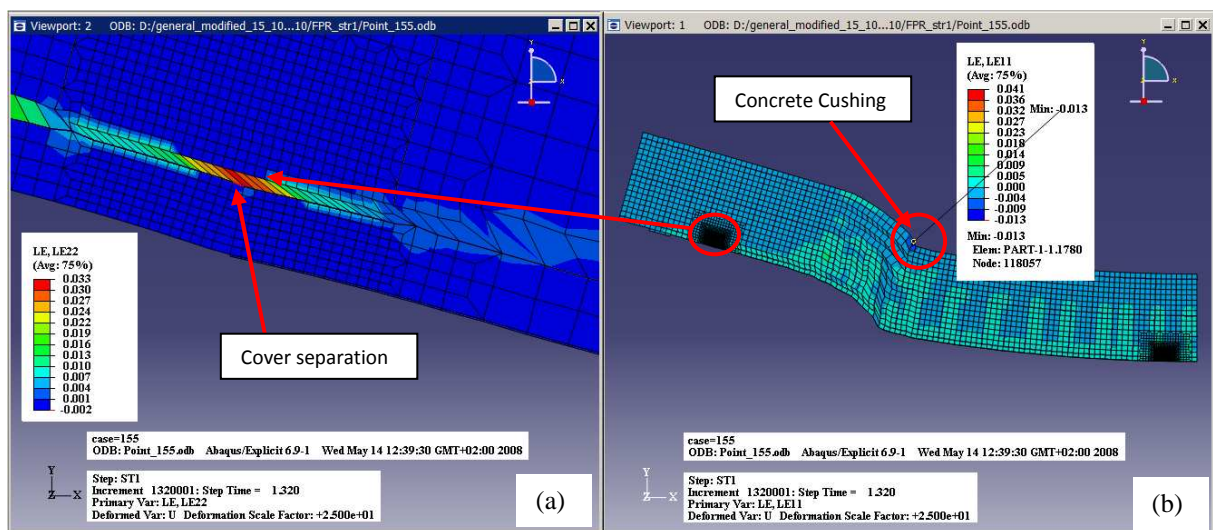 Viewport: 2 ODB: D:/general_modified_15_10...10/FPR_str1/Point_155.odb
Y
X
LE, LE22
(Avg: 75%)
0.033
0.030
0.027
0.024
0.022
0.019
0.016
0.013
0.010
0.007
0.004
0.001
-0.002
Cover separation
case=155
ODB: Point_155.odb Abaqus/Explicit 6.9-1 Wed May 14 12:39:30 GMT+02:00 2008
Y
Z X
Step: ST1
Increment 1320001: Step Time = 1.320
Primary Var: LE, LE22
Deformed Var: U Deformation Scale Factor: +2.500e+01
(a)
Viewport: 1 ODB: D:/general_modified_15_10...10/FPR_str1/Point_155.odb
Concrete Cushing
LE, LE11
(Avg: 75%)
0.041
0.036
0.032
0.027
0.023
0.018
0.014
0.009
0.005
0.000
-0.004
-0.009
-0.013
Min: -0.013
Min: -0.013
Elem: PART-1-1.1780
Node: 118057
Y
X
case=155
ODB: Point_155.odb Abaqus/Explicit 6.9-1 Wed May 14 12:39:30 GMT+02:00 2008
Y
Z X
Step: ST1
Increment 1320001: Step Time = 1.320
Primary Var: LE, LE11
Deformed Var: U Deformation Scale Factor: +2.500e+01
(b)